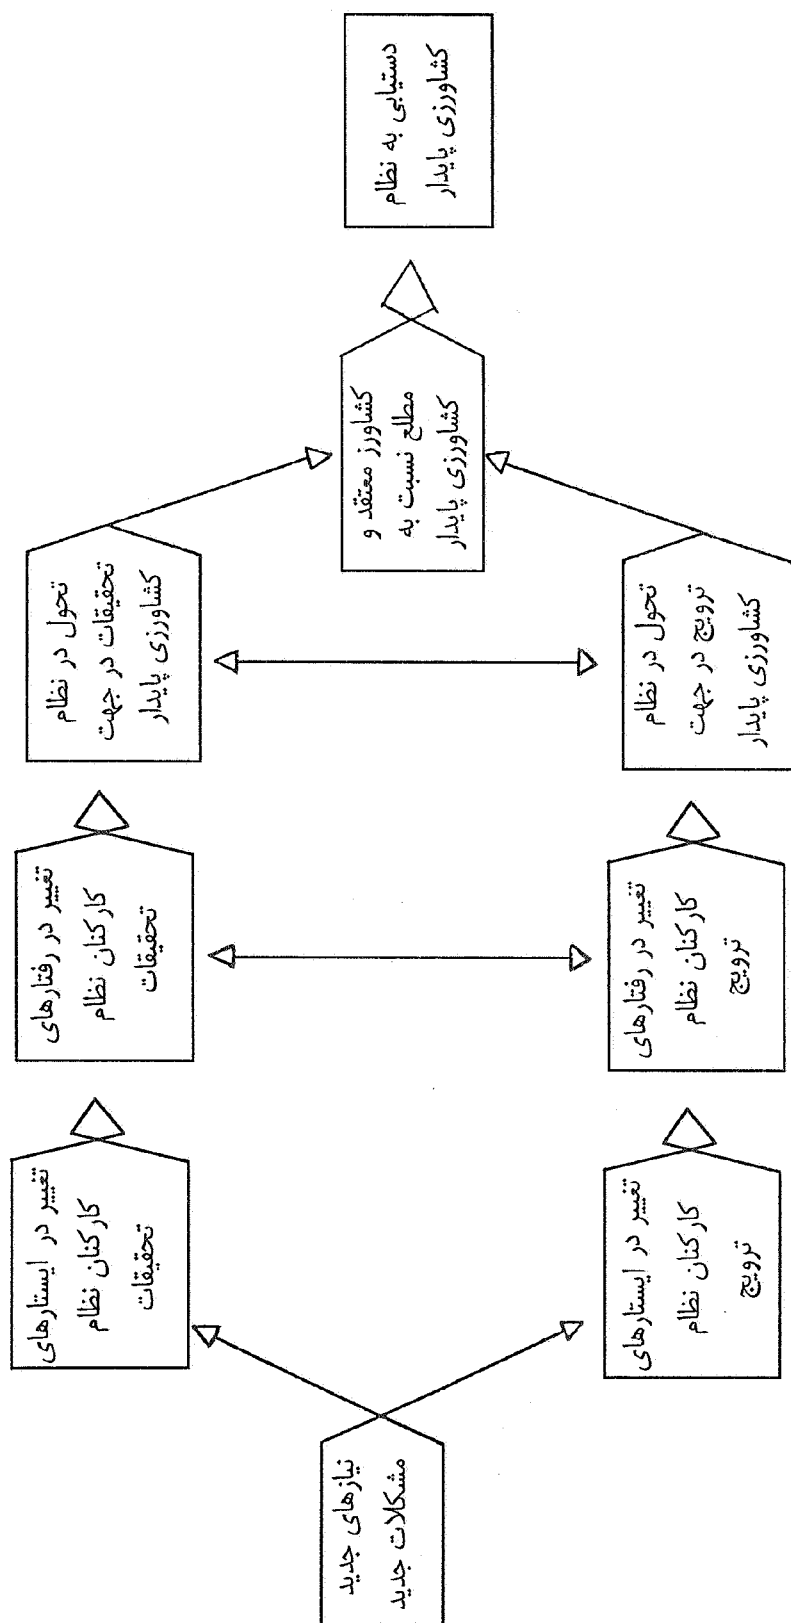 نیازهای جدید
مشکلات جدید
تغییر در ایستارهای
کارکنان نظام
تحقیقات
تغییر در رفتارهای
کارکنان نظام
تحقیقات
تحول در نظام
تحقیقات در جهت
کشاورزی پایدار
تغییر در ایستارهای
کارکنان نظام
ترویج
تغییر در رفتارهای
کارکنان نظام
ترویج
تحول در نظام
ترویج در جهت
کشاورزی پایدار
کشاورز معتقد و
مطلع نسبت به
کشاورزی پایدار
دستیابی به نظام
کشاورزی پایدار